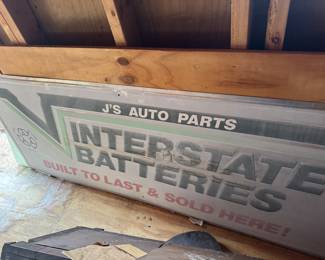 J'S AUTO PARTS
INTERSTATE
BATTERIES
BUILT TO LAST & SOLD HERE!